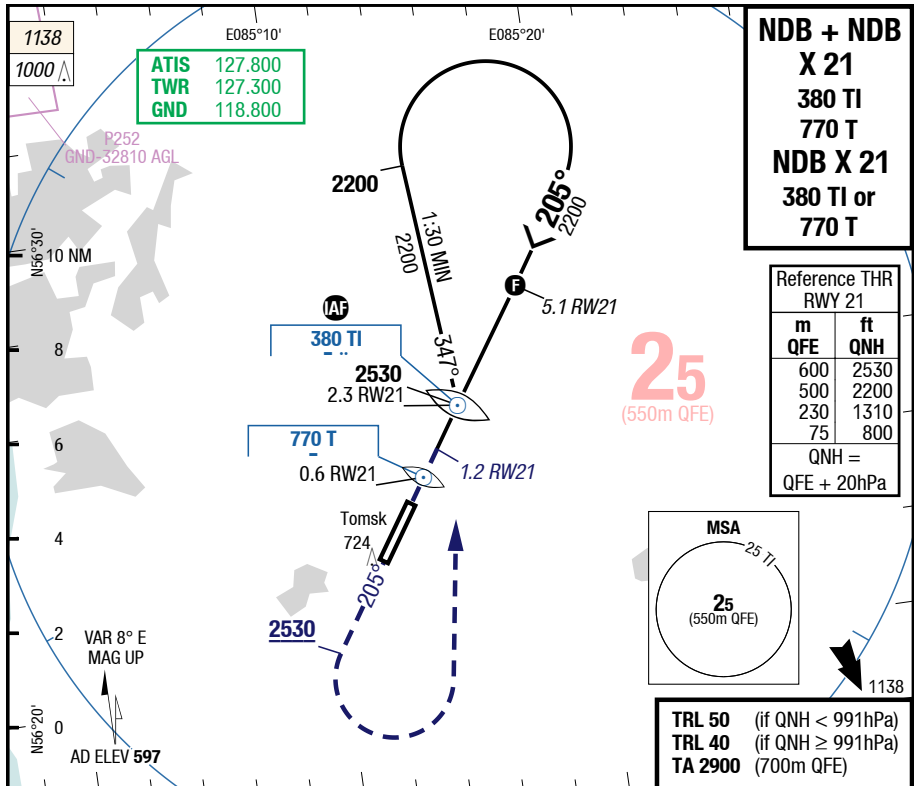 1138
1000
E085°10'
E085°20'
ATIS 127.800
TWR 127.300
GND 118.800
NDB + NDB
X 21
380 TI
770 T
NDB X 21
380 TI or
770 T
P252
GND-32810 AGL
2200
205°
2200
1:30 MIN
2200
N56°30'
10 NM
F
5.1 RW21
Reference THR
RWY 21
m ft
QFE QNH
600 2530
500 2200
230 1310
75 800
QNH =
QFE + 20hPa
IAF
380 TI
347°
8
2530
2.3 RW21
25
(550m QFE)
770 T
6
0.6 RW21
1.2 RW21
Tomsk
724
4
205°
MSA
25 TI
25
(550m QFE)
2530
2
VAR 8° E
MAG UP
1138
N56°20'
0
AD ELEV 597
TRL 50 (if QNH < 991hPa)
TRL 40 (if QNH ≥ 991hPa)
TA 2900 (700m QFE)